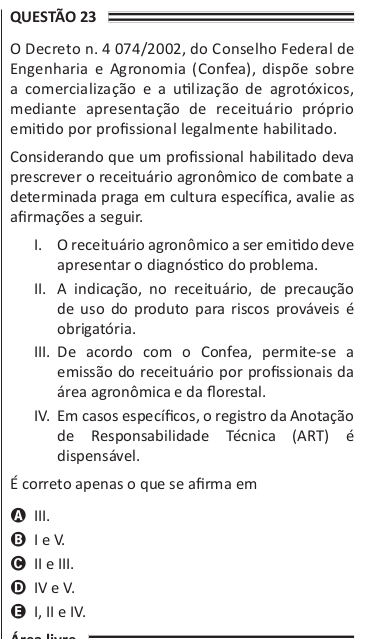 QUESTÃO 23
O Decreto n. 4 074/2002, do Conselho Federal de
Engenharia e Agronomia (Confea), dispõe sobre
a comercialização e a utilização de agrotóxicos,
mediante apresentação de receituário próprio
emitido por profissional legalmente habilitado.
Considerando que um profissional habilitado deva
prescrever o receituário agronômico de combate a
determinada praga em cultura específica, avalie as
afirmações a seguir.
I. O receituário agronômico a ser emitido deve
apresentar o diagnóstico do problema.
II. A indicação, no receituário, de precaução
de uso do produto para riscos prováveis é
obrigatória.
III. De acordo com o Confea, permite-se a
emissão do receituário por profissionais da
área agronômica e da florestal.
IV. Em casos específicos, o registro da Anotação
de Responsabilidade Técnica (ART) é
dispensável.
É correto apenas o que se afirma em
A III.
B I e V.
C II e III.
D IV e V.
E I, II e IV.
Área livre